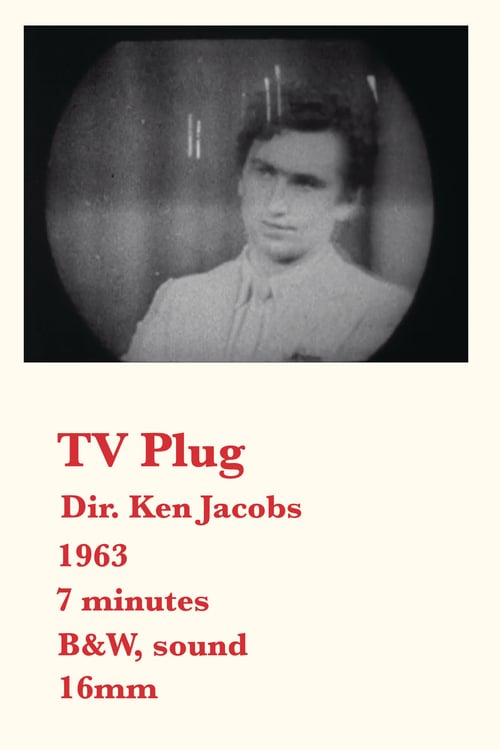 TV Plug
Dir. Ken Jacobs
1963
7 minutes
B&W, sound
16mm